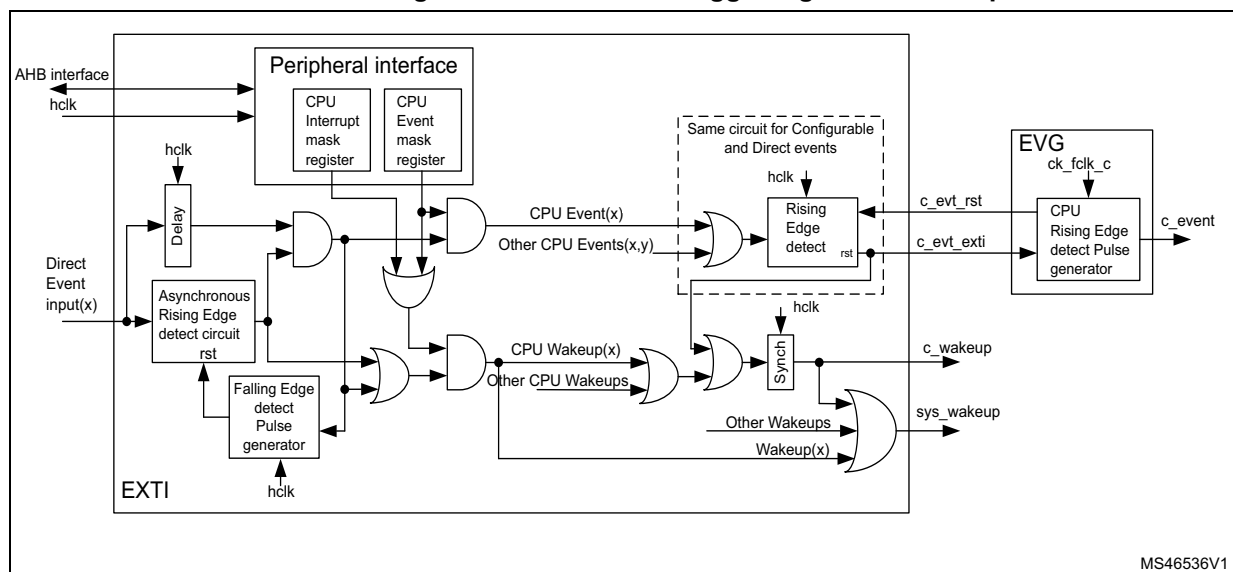 AHB interface
hclk
Peripheral interface
CPU
Interrupt
mask
register
CPU
Event
mask
register
hclk
Delay
Direct
Event
input(x)
Asynchronous
Rising Edge
detect circuit
rst
Falling Edge
detect
Pulse
generator
hclk
EXTI
CPU Event(x)
Other CPU Events(x,y)
CPU Wakeup(x)
Other CPU Wakeups
Same circuit for Configurable
and Direct events
hclk
Rising
Edge
detect
rst
hclk
Synch
Other Wakeups
Wakeup(x)
c_evt_rst
c_evt_exti
EVG
ck_fclk_c
CPU
Rising Edge
detect Pulse
generator
c_event
c_wakeup
sys_wakeup
MS46536V1